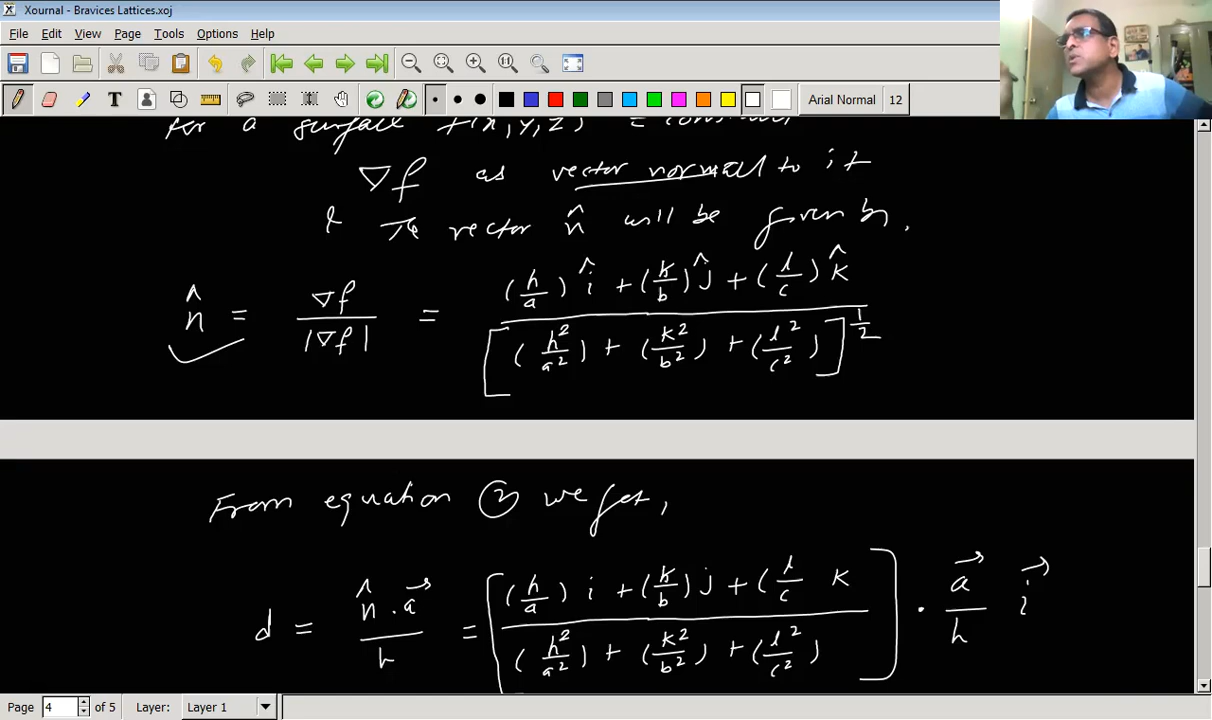 Xournal - Bravices Lattices.xoj
File Edit View Page Tools Options Help
Arial Normal 12
for a surface f(x,y,z) = constant
∇f as vector normal to it
& The vector n̂ will be given by,
n̂ = ∇f / |∇f| = (h/a) î + (k/b) ĵ + (l/c) k̂ / [(h²/a²) + (k²/b²) + (l²/c²)]^1/2
From equation ② we get,
d = n̂ . a⃗ / h = [(h/a) i + (k/b) j + (l/c k / (h²/a²) + (k²/b²) + (l²/c²)] . a⃗/h i⃗
Page 4 of 5 Layer: Layer 1